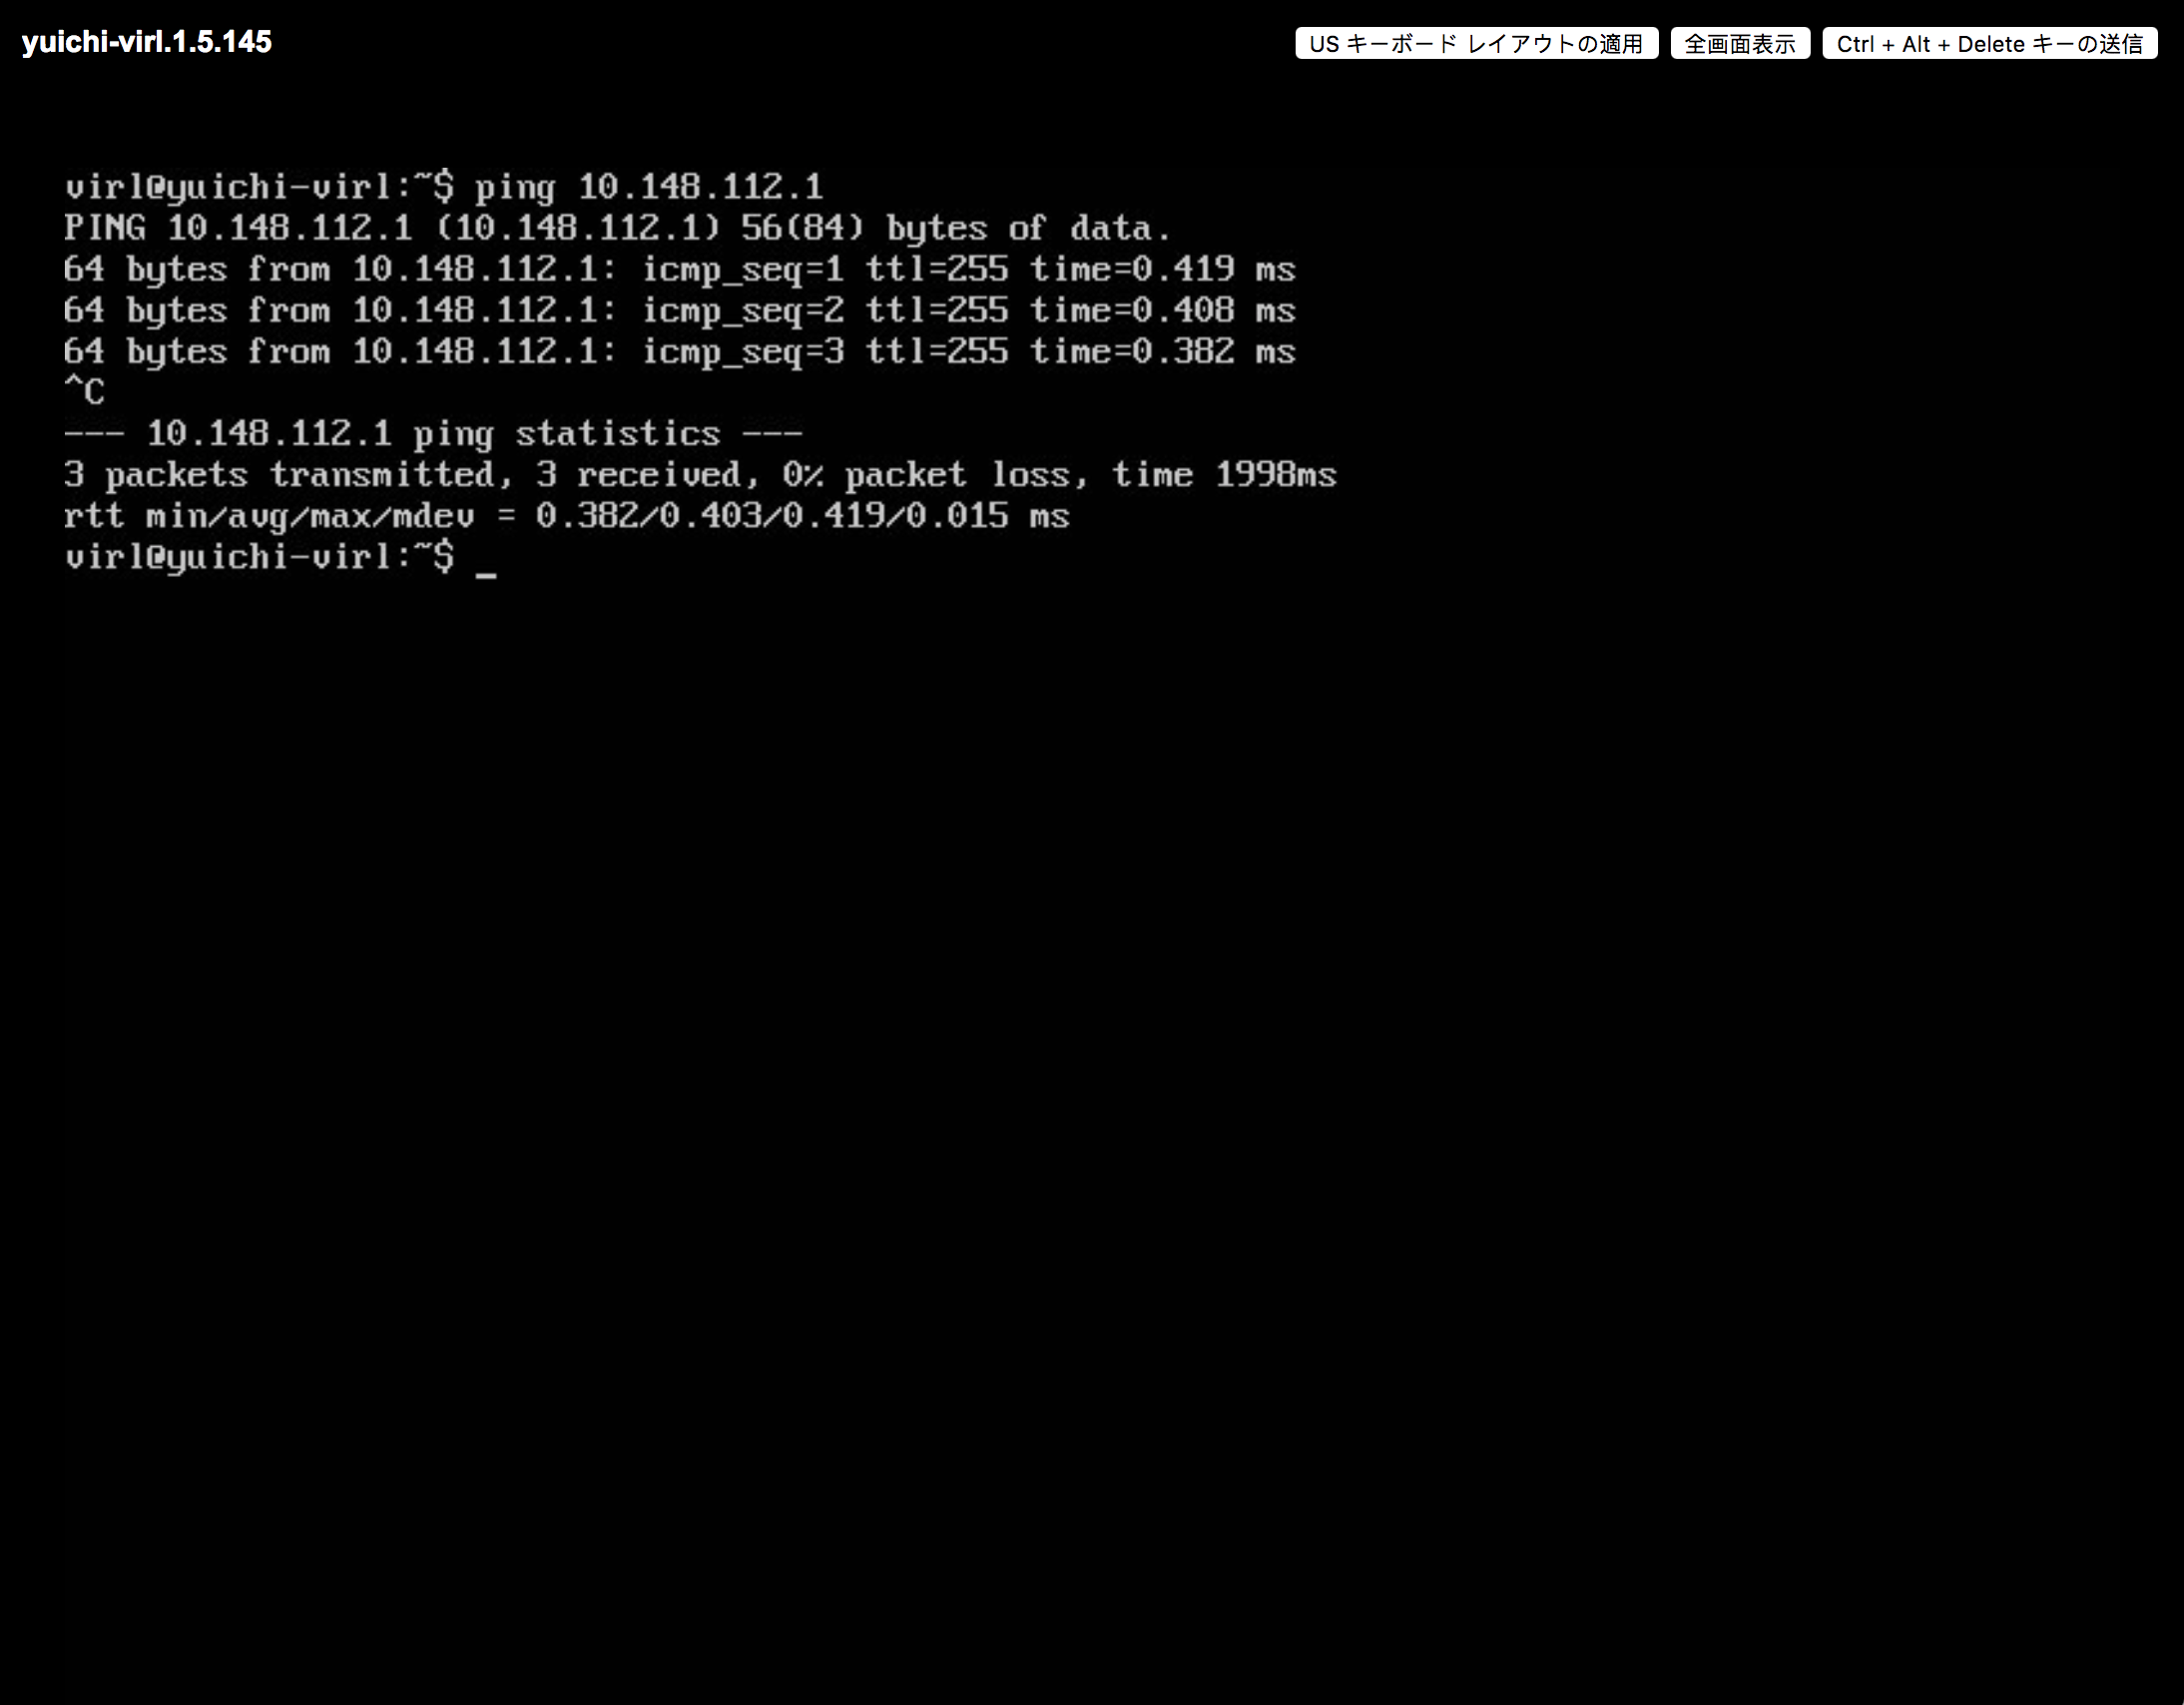 yuichi-virl.1.5.145
US キーボード レイアウトの適用 全画面表示 Ctrl + Alt + Delete キーの送信
virl@yuichi-virl:~$ ping 10.148.112.1
PING 10.148.112.1 (10.148.112.1) 56(84) bytes of data.
64 bytes from 10.148.112.1: icmp_seq=1 ttl=255 time=0.419 ms
64 bytes from 10.148.112.1: icmp_seq=2 ttl=255 time=0.408 ms
64 bytes from 10.148.112.1: icmp_seq=3 ttl=255 time=0.382 ms
^C
--- 10.148.112.1 ping statistics ---
3 packets transmitted, 3 received, 0% packet loss, time 1998ms
rtt min/avg/max/mdev = 0.382/0.403/0.419/0.015 ms
virl@yuichi-virl:~$ _